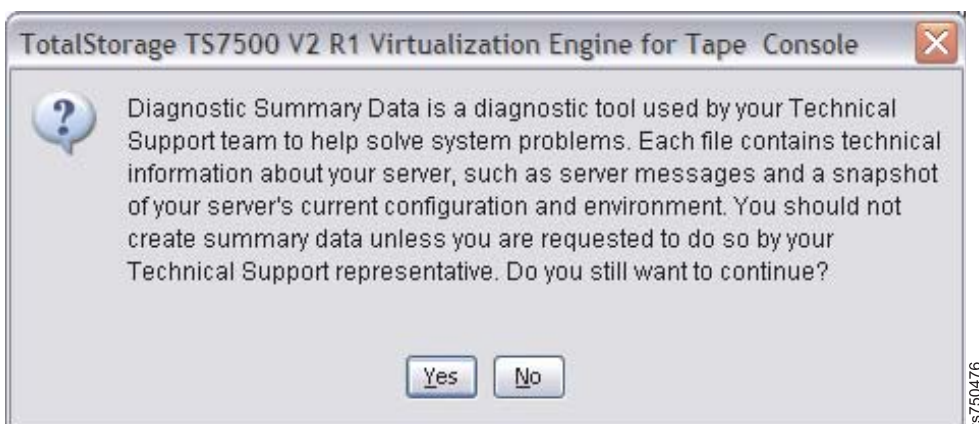 TotalStorage TS7500 V2 R1 Virtualization Engine for Tape Console
Diagnostic Summary Data is a diagnostic tool used by your Technical
Support team to help solve system problems. Each file contains technical
information about your server, such as server messages and a snapshot
of your server's current configuration and environment. You should not
create summary data unless you are requested to do so by your
Technical Support representative. Do you still want to continue?
Yes No
s750476